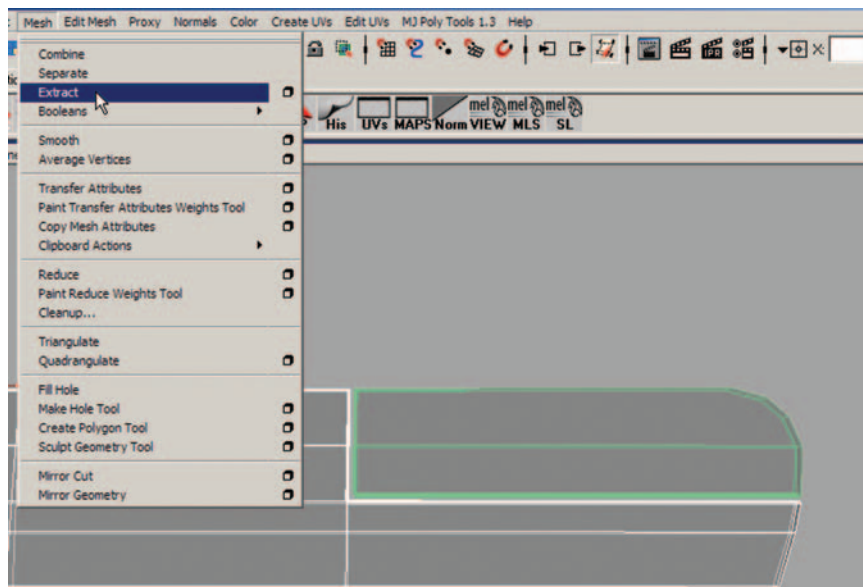 Mesh Edit Mesh Proxy Normals Color Create UVs Edit UVs MJ Poly Tools 1.3 Help
Combine
Separate
Extract
Booleans
Smooth
Average Vertices
Transfer Attributes
Paint Transfer Attributes Weights Tool
Copy Mesh Attributes
Clipboard Actions
Reduce
Paint Reduce Weights Tool
Cleanup...
Triangulate
Quadrangulate
Fill Hole
Make Hole Tool
Create Polygon Tool
Sculpt Geometry Tool
Mirror Cut
Mirror Geometry
X:
mel mel mel
His UVs MAPS Norm VIEW MLS SL